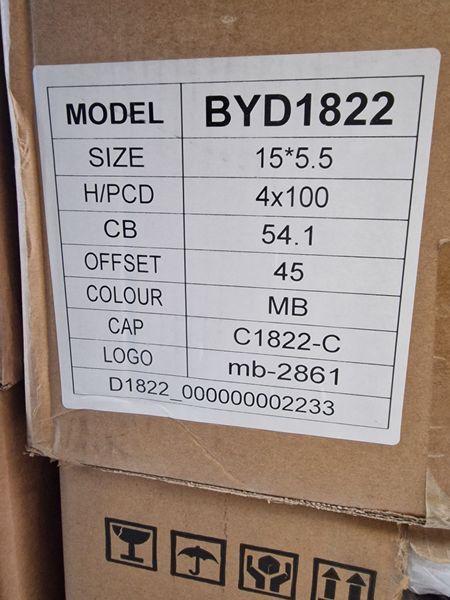 MODEL BYD1822
SIZE 15*5.5
H/PCD 4x100
CB 54.1
OFFSET 45
COLOUR MB
CAP C1822-C
LOGO mb-2861
D1822_000000002233